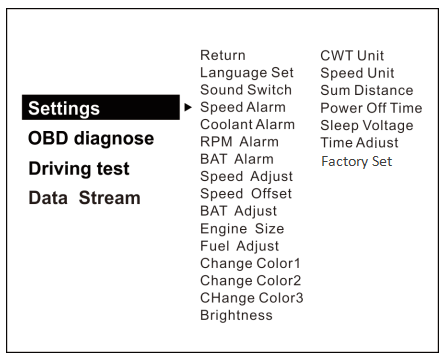 Settings
OBD diagnose
Driving test
Data Stream
Return
Language Set
Sound Switch
Speed Alarm
Coolant Alarm
RPM Alarm
BAT Alarm
Speed Adjust
Speed Offset
BAT Adjust
Engine Size
Fuel Adjust
Change Color1
Change Color2
CHange Color3
Brightness
CWT Unit
Speed Unit
Sum Distance
Power Off Time
Sleep Voltage
Time Adjust
Factory Set